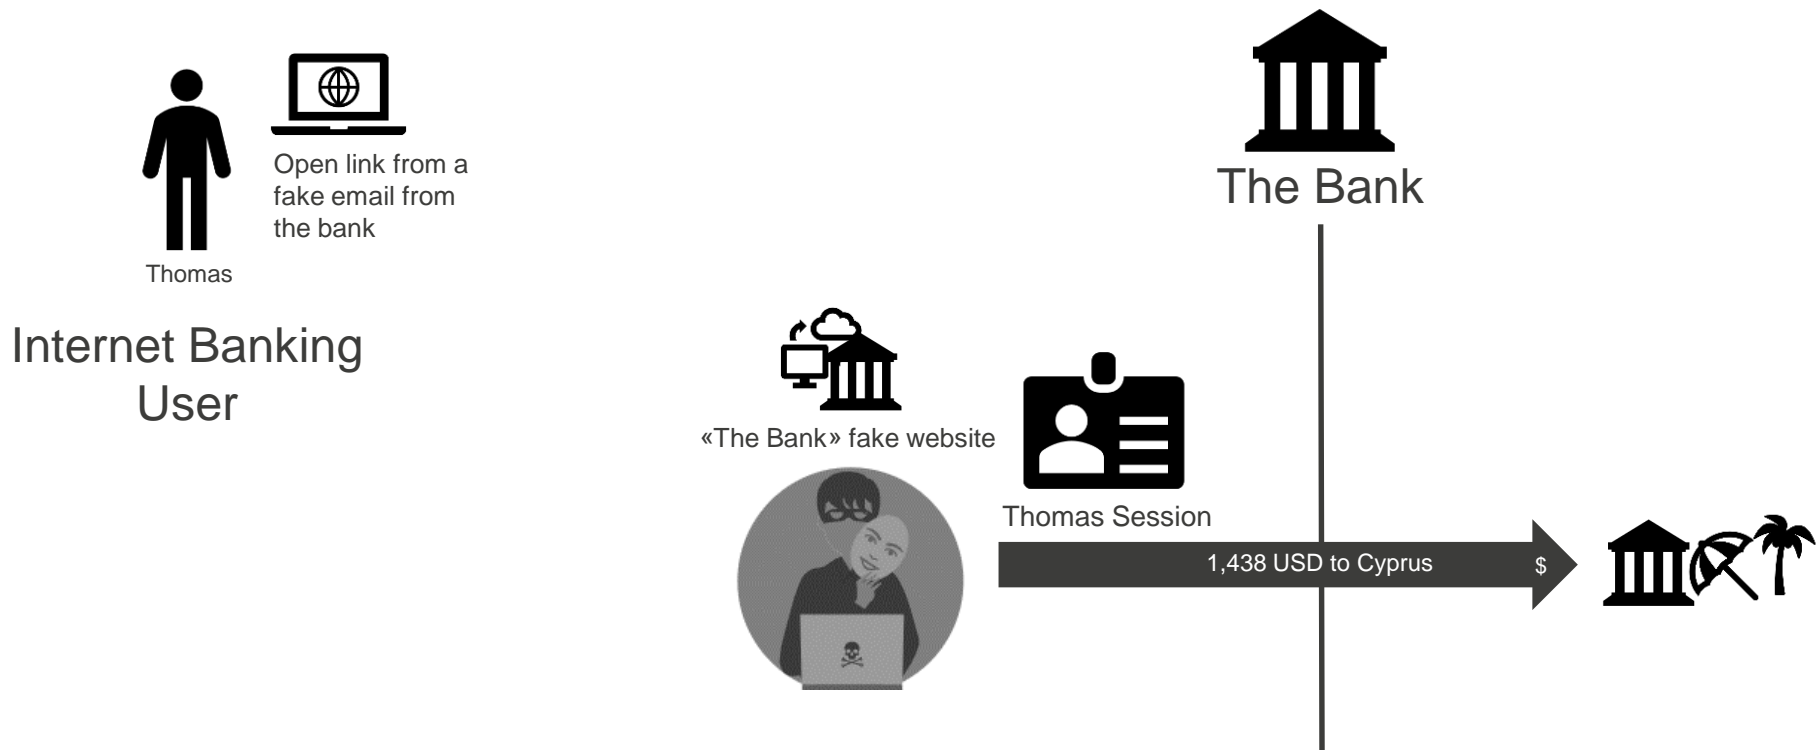 Open link from a
fake email from
the bank
Thomas
Internet Banking
User
The Bank
«The Bank» fake website
Thomas Session
1,438 USD to Cyprus
$